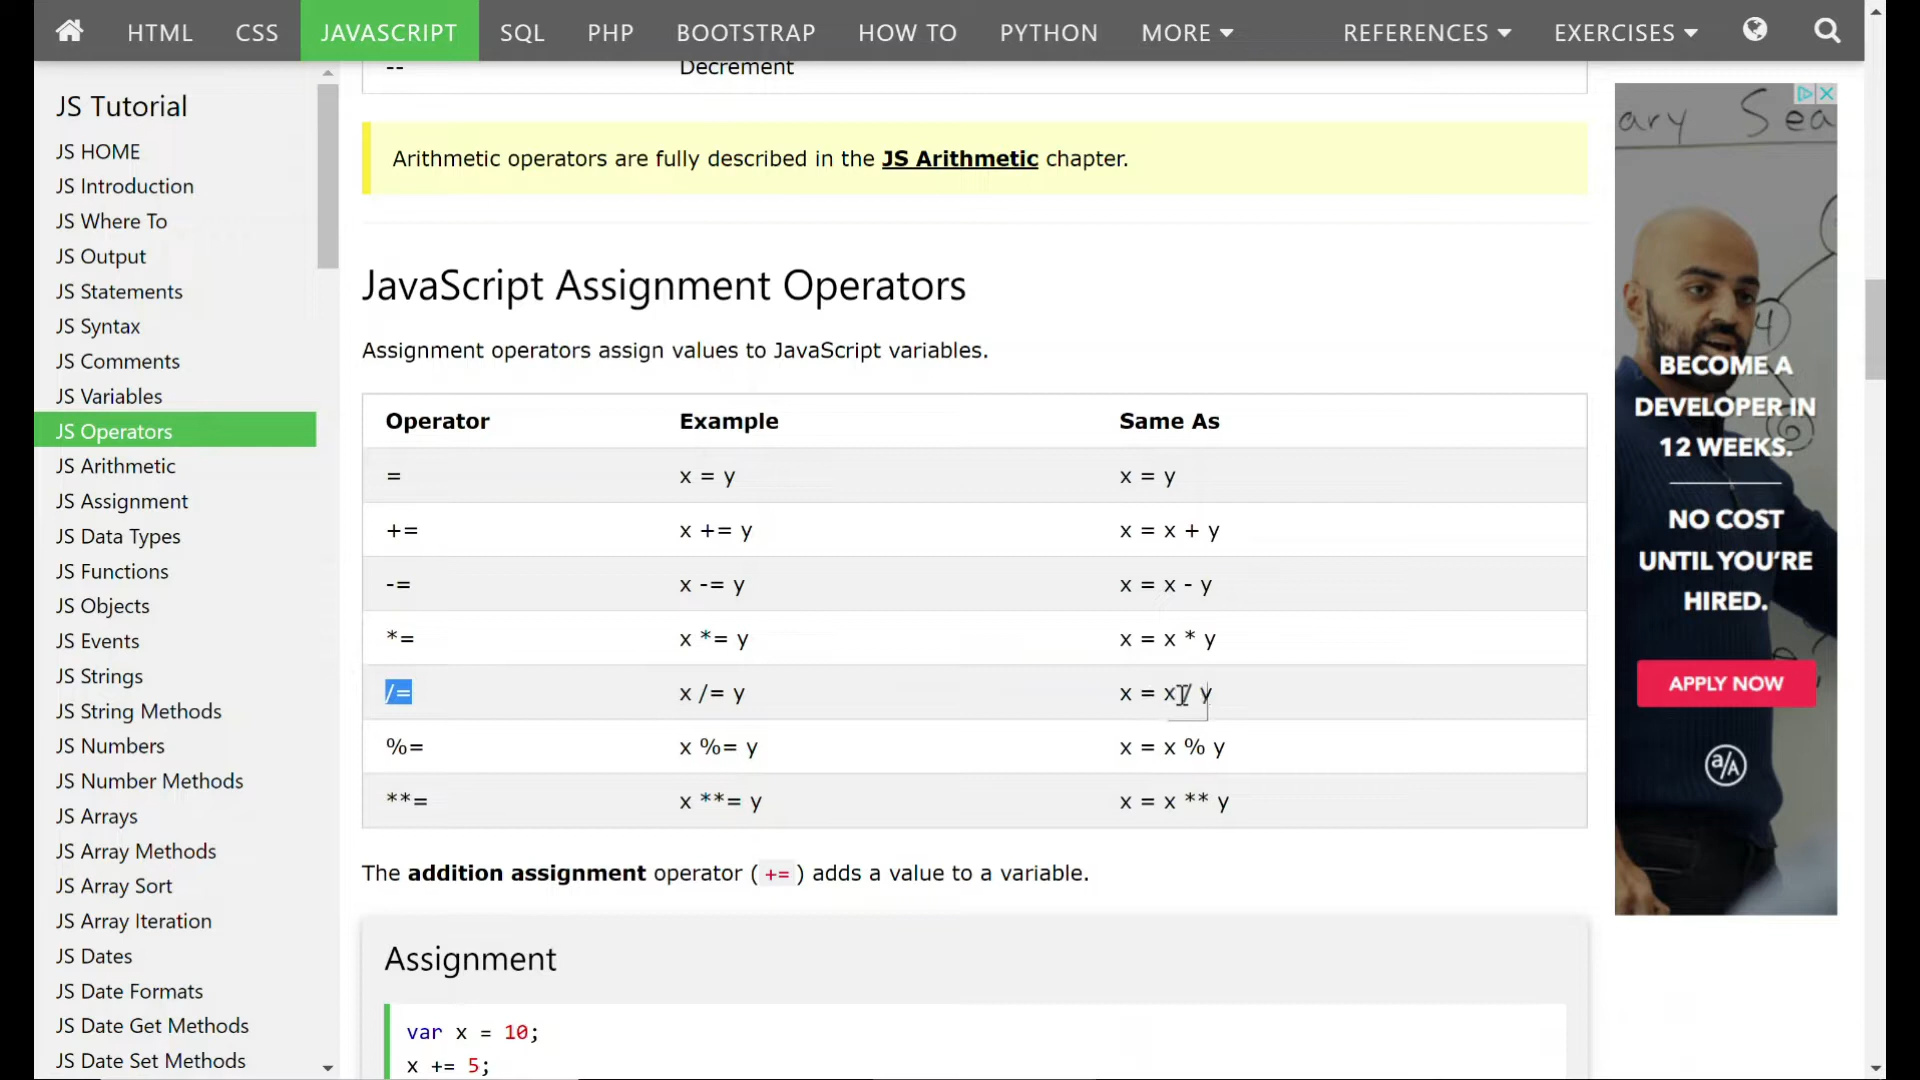 HTML CSS JAVASCRIPT SQL PHP BOOTSTRAP HOW TO PYTHON MORE REFERENCES EXERCISES
JS Tutorial
JS HOME
JS Introduction
JS Where To
JS Output
JS Statements
JS Syntax
JS Comments
JS Variables
JS Operators
JS Arithmetic
JS Assignment
JS Data Types
JS Functions
JS Objects
JS Events
JS Strings
JS String Methods
JS Numbers
JS Number Methods
JS Arrays
JS Array Methods
JS Array Sort
JS Array Iteration
JS Dates
JS Date Formats
JS Date Get Methods
JS Date Set Methods
-- Decrement
Arithmetic operators are fully described in the JS Arithmetic chapter.
JavaScript Assignment Operators
Assignment operators assign values to JavaScript variables.
Operator Example Same As
= x = y x = y
+= x += y x = x + y
-= x -= y x = x - y
*= x *= y x = x * y
/= x /= y x = x / y
%= x %= y x = x % y
**= x **= y x = x ** y
The addition assignment operator (+=) adds a value to a variable.
Assignment
var x = 10;
x += 5;
ary Sea
4
BECOME A
DEVELOPER IN
12 WEEKS.
NO COST
UNTIL YOU'RE
HIRED.
APPLY NOW
a/A